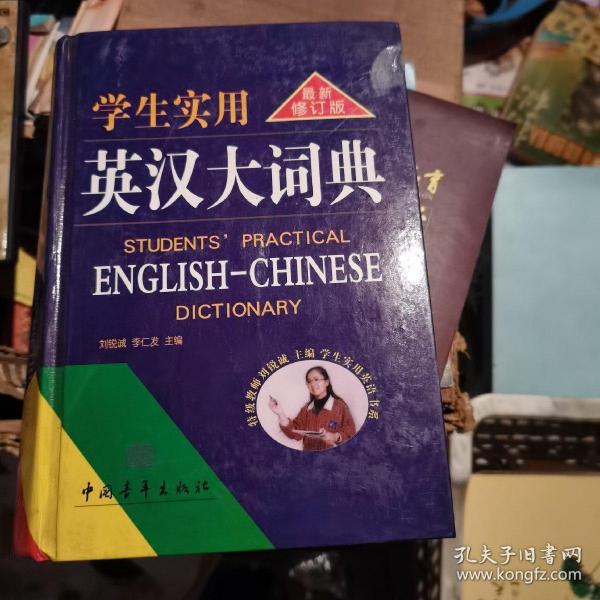 学生实用
最新
修订版
英汉大词典
STUDENTS' PRACTICAL
ENGLISH-CHINESE
DICTIONARY
刘锐诚 李仁发 主编
特级教师刘锐诚 主编 学生实用英语书系
中国青年出版社
孔夫子旧书网
www.kongfz.com